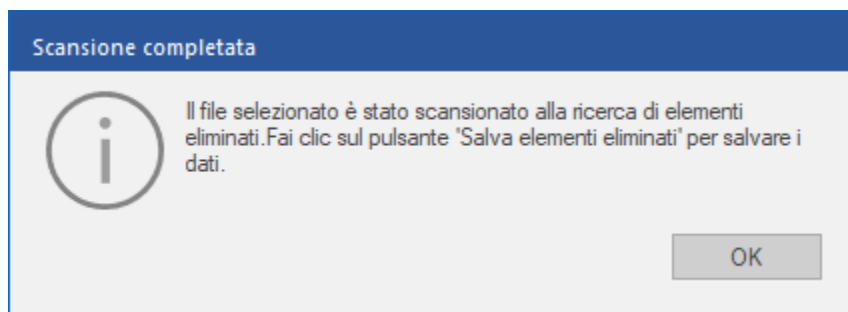 Scansione completata
Il file selezionato è stato scansionato alla ricerca di elementi
eliminati.Fai clic sul pulsante 'Salva elementi eliminati' per salvare i
dati.
OK